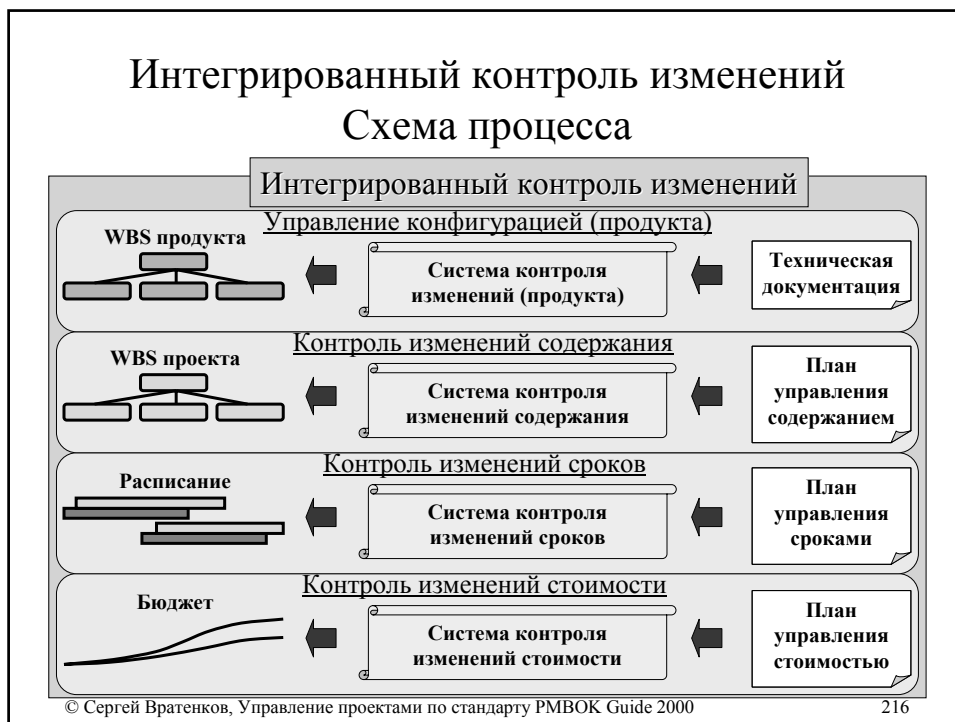 Интегрированный контроль изменений
Схема процесса
Интегрированный контроль изменений
Управление конфигурацией (продукта)
WBS продукта
Система контроля
изменений (продукта)
Техническая
документация
Контроль изменений содержания
WBS проекта
Система контроля
изменений содержания
План
управления
содержанием
Контроль изменений сроков
Расписание
Система контроля
изменений сроков
План
управления
сроками
Контроль изменений стоимости
Бюджет
Система контроля
изменений стоимости
План
управления
стоимостью
© Сергей Вратенков, Управление проектами по стандарту PMBOK Guide 2000
216